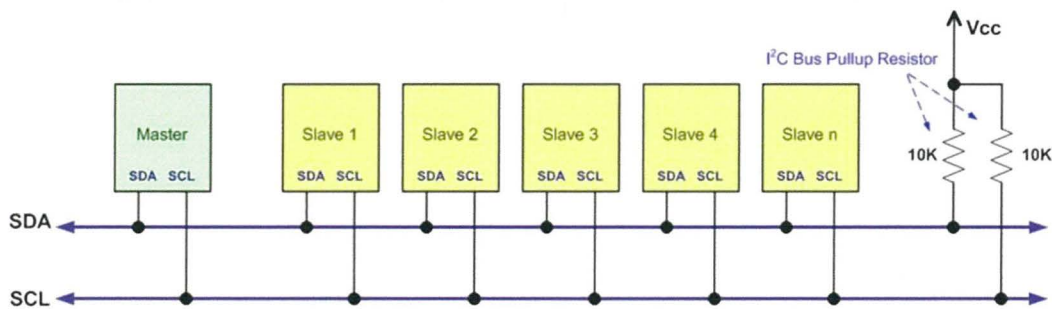 Vcc
I²C Bus Pullup Resistor
Master
Slave 1
Slave 2
Slave 3
Slave 4
Slave n
10K
10K
SDA SCL
SDA SCL
SDA SCL
SDA SCL
SDA SCL
SDA SCL
SDA
SCL